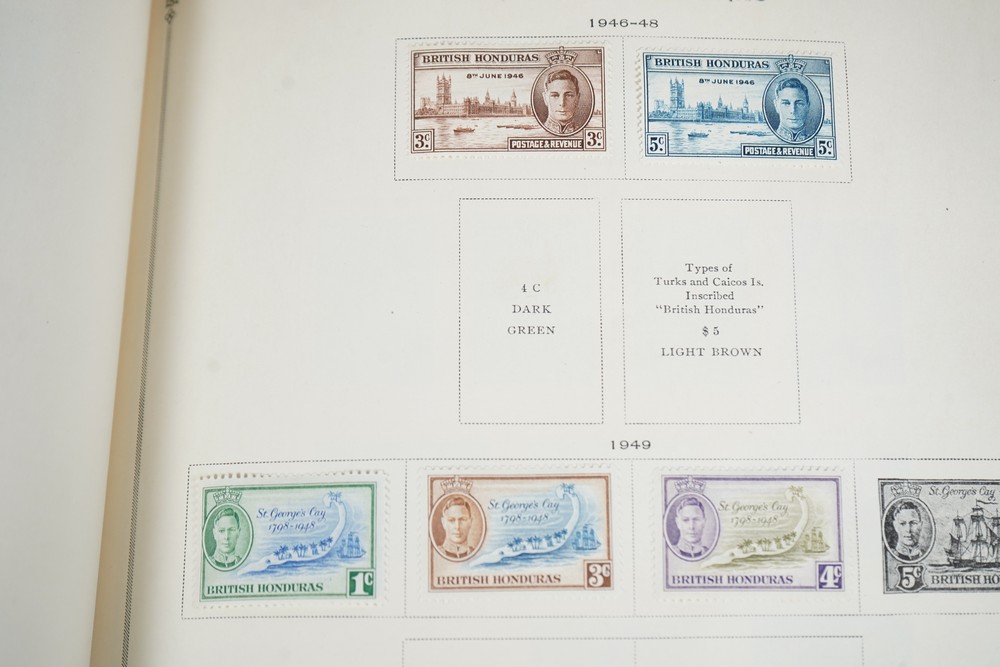 1946-48
BRITISH HONDURAS
8TH JUNE 1946
3c
POSTAGE & REVENUE
3c
BRITISH HONDURAS
8TH JUNE 1946
5c
POSTAGE & REVENUE
5c
4 C
DARK
GREEN
Types of
Turks and Caicos Is.
Inscribed
"British Honduras"
$5
LIGHT BROWN
1949
St. George's Cay
1798-1948
BRITISH HONDURAS
1c
St. George's Cay
1798-1948
BRITISH HONDURAS
3c
St. George's Cay
1798-1948
BRITISH HONDURAS
4c
St. George's Cay
5c
BRITISH HO